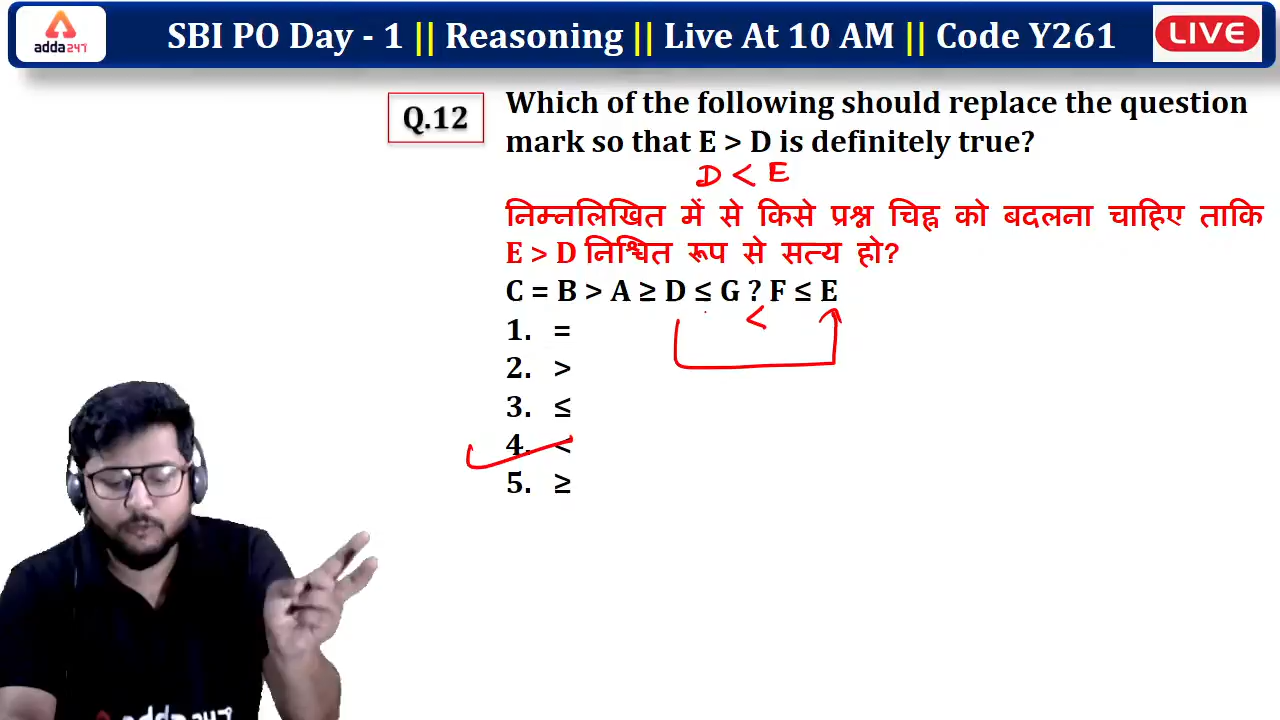 adda247
SBI PO Day - 1 || Reasoning || Live At 10 AM || Code Y261
LIVE
Q.12
Which of the following should replace the question
mark so that E > D is definitely true?
D < E
निम्नलिखित में से किसे प्रश्न चिह्न को बदलना चाहिए ताकि
E > D निश्चित रूप से सत्य हो?
C = B > A ≥ D ≤ G ? F ≤ E
<
1. =
2. >
3. ≤
4. <
5. ≥